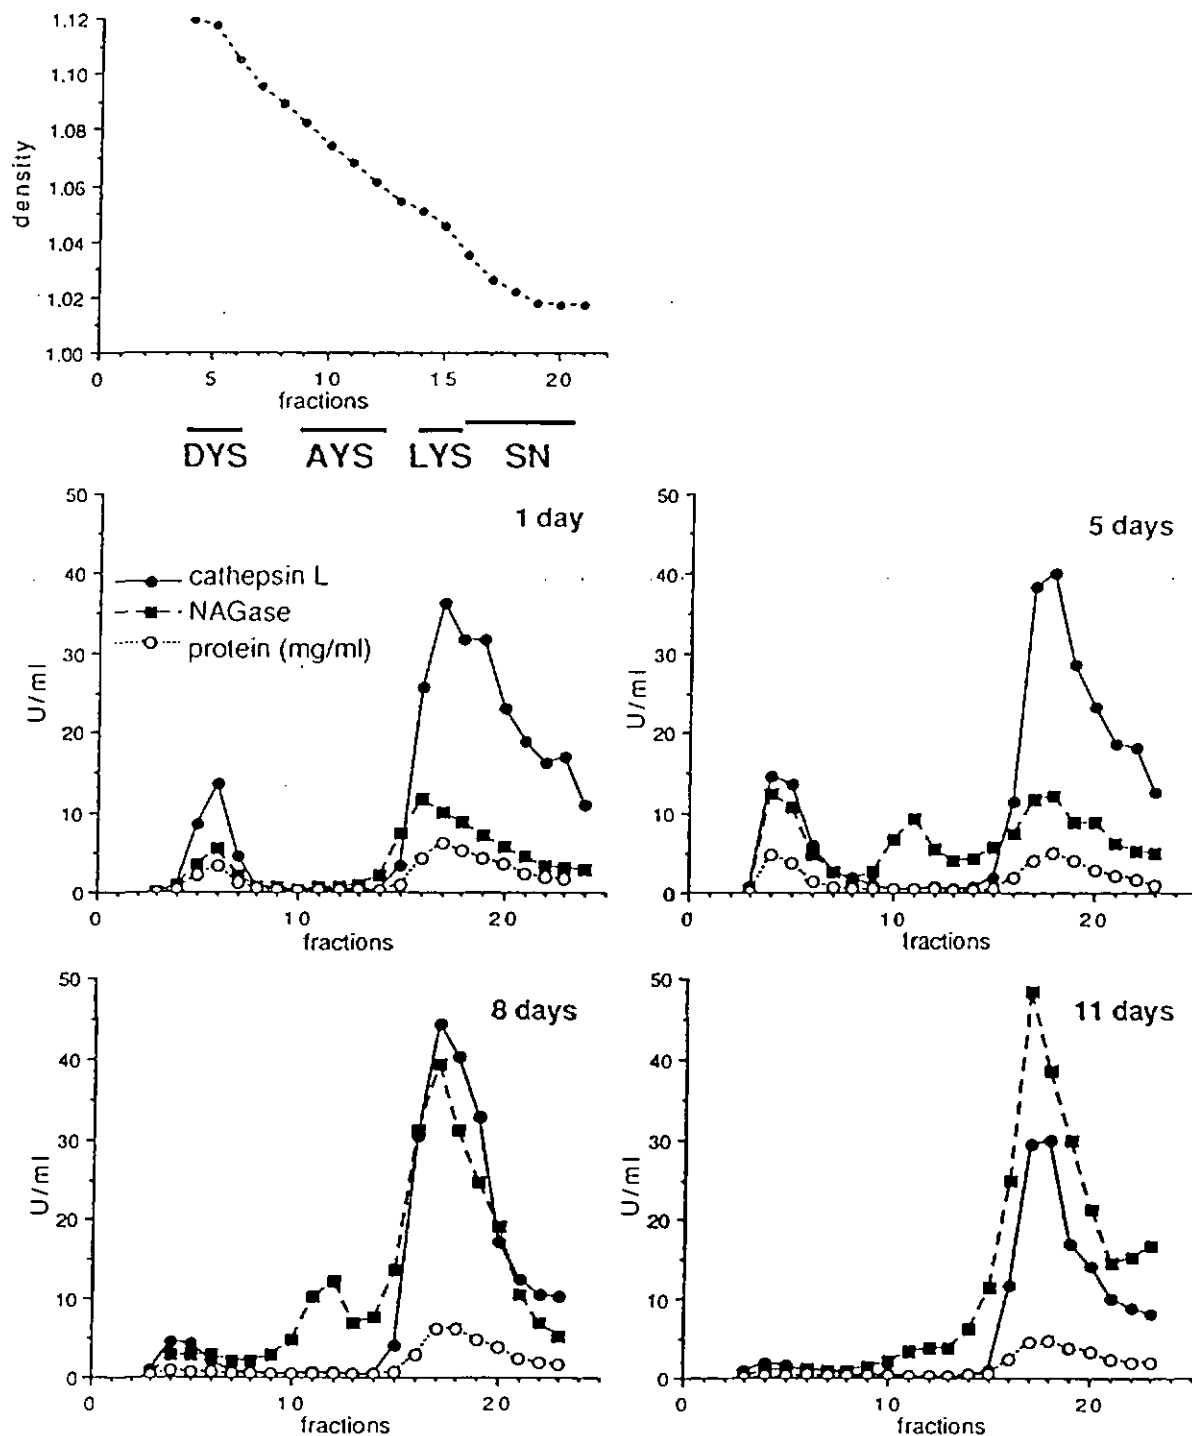 1.12
1.10
1.08
1.06
1.04
1.02
1.00
density
0 5 10 15 20
fractions
DYS AYS LYS SN
50
40
30
20
10
0
U/ml
1 day
cathepsin L
NAGase
protein (mg/ml)
0 10 20
fractions
50
40
30
20
10
0
U/ml
5 days
0 10 20
fractions
50
40
30
20
10
0
U/ml
8 days
0 10 20
fractions
50
40
30
20
10
0
U/ml
11 days
0 10 20
fractions